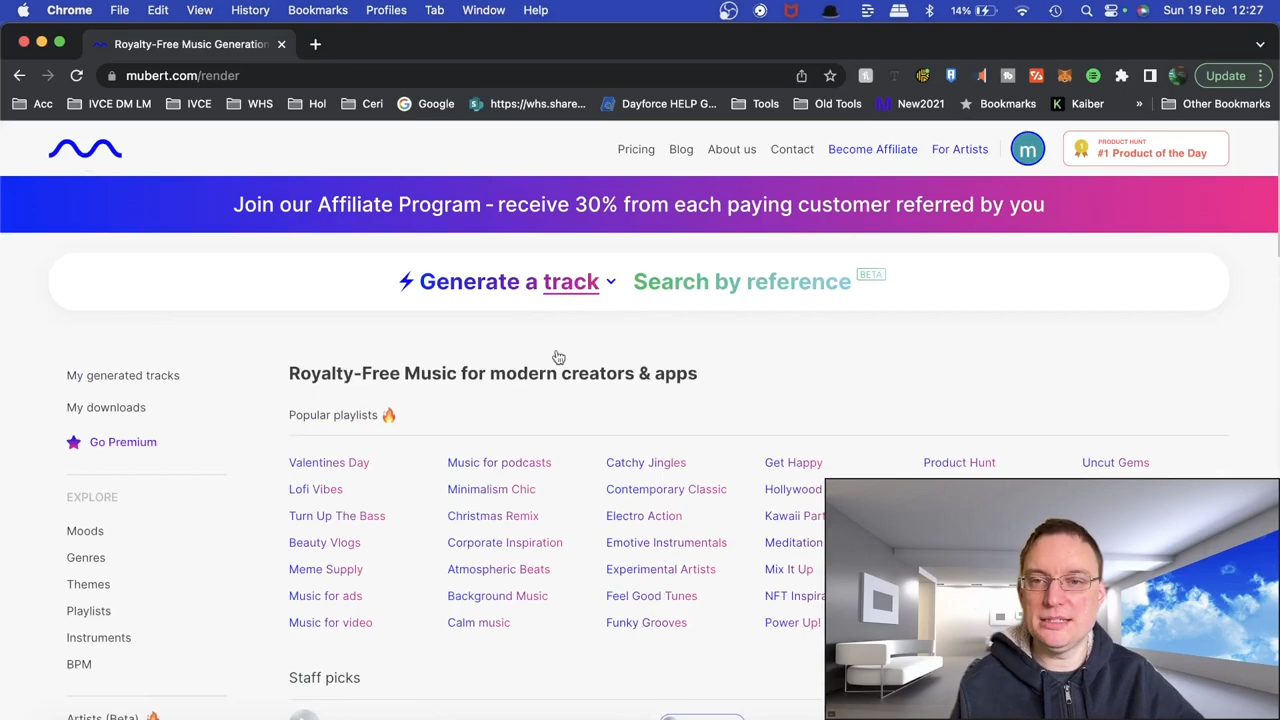 Chrome File Edit View History Bookmarks Profiles Tab Window Help 14% Sun 19 Feb 12:27
Royalty-Free Music Generation
mubert.com/render Update
Acc IVCE DM LM IVCE WHS Hol Ceri Google https://whs.share... Dayforce HELP G... Tools Old Tools New2021 Bookmarks K Kaiber » Other Bookmarks
Pricing Blog About us Contact Become Affiliate For Artists m PRODUCT HUNT
#1 Product of the Day
Join our Affiliate Program - receive 30% from each paying customer referred by you
Generate a track Search by reference BETA
My generated tracks
My downloads
Go Premium
EXPLORE
Moods
Genres
Themes
Playlists
Instruments
BPM
Artists (Beta)
Royalty-Free Music for modern creators & apps
Popular playlists
Valentines Day Music for podcasts Catchy Jingles Get Happy Product Hunt Uncut Gems
Lofi Vibes Minimalism Chic Contemporary Classic Hollywood
Turn Up The Bass Christmas Remix Electro Action Kawaii Part
Beauty Vlogs Corporate Inspiration Emotive Instrumentals Meditation
Meme Supply Atmospheric Beats Experimental Artists Mix It Up
Music for ads Background Music Feel Good Tunes NFT Inspira
Music for video Calm music Funky Grooves Power Up!
Staff picks